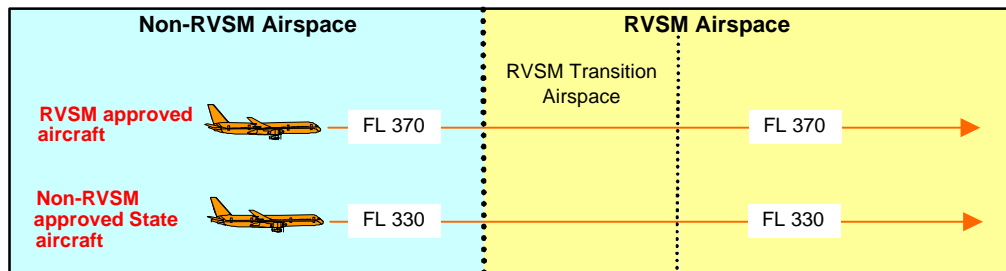 Non-RVSM Airspace
RVSM Airspace
RVSM Transition
Airspace
RVSM approved
aircraft
FL 370
FL 370
Non-RVSM
approved State
aircraft
FL 330
FL 330